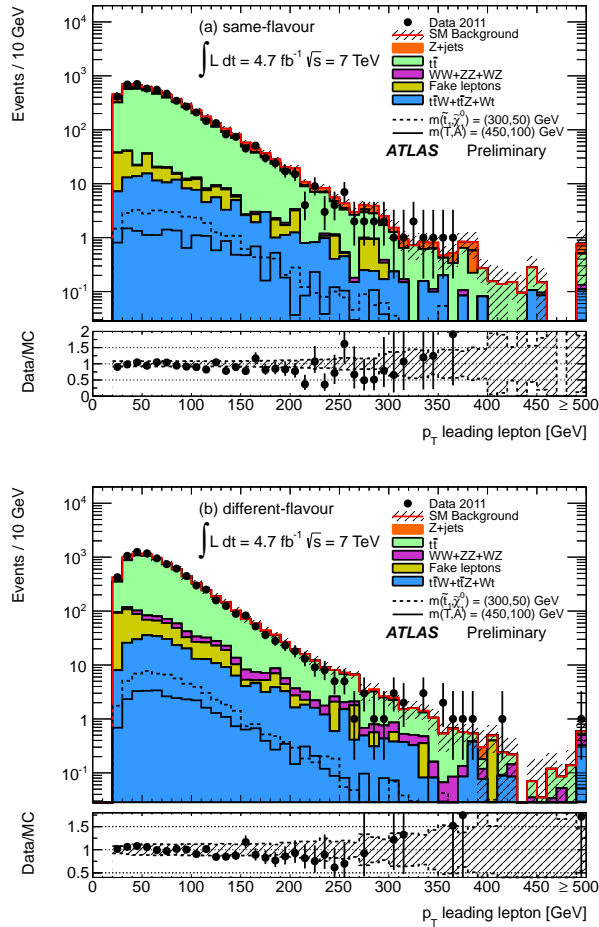 Events / 10 GeV
10⁴
10³
10²
10
1
10⁻¹
(a) same-flavour
∫ L dt = 4.7 fb⁻¹ √s = 7 TeV
Data 2011
SM Background
Z+jets
tt̄
WW+ZZ+WZ
Fake leptons
tt̄W+tt̄Z+Wt
m(t̃₁,χ̃⁰) = (300,50) GeV
m(T,A) = (450,100) GeV
ATLAS Preliminary
Data/MC
2
1.5
1
0.5
0
0 50 100 150 200 250 300 350 400 450 ≥ 500
p_T leading lepton [GeV]
Events / 10 GeV
10⁴
10³
10²
10
1
10⁻¹
(b) different-flavour
∫ L dt = 4.7 fb⁻¹ √s = 7 TeV
Data 2011
SM Background
Z+jets
tt̄
WW+ZZ+WZ
Fake leptons
tt̄W+tt̄Z+Wt
m(t̃₁,χ̃⁰) = (300,50) GeV
m(T,A) = (450,100) GeV
ATLAS Preliminary
Data/MC
1.5
1
0.5
0 50 100 150 200 250 300 350 400 450 ≥ 500
p_T leading lepton [GeV]